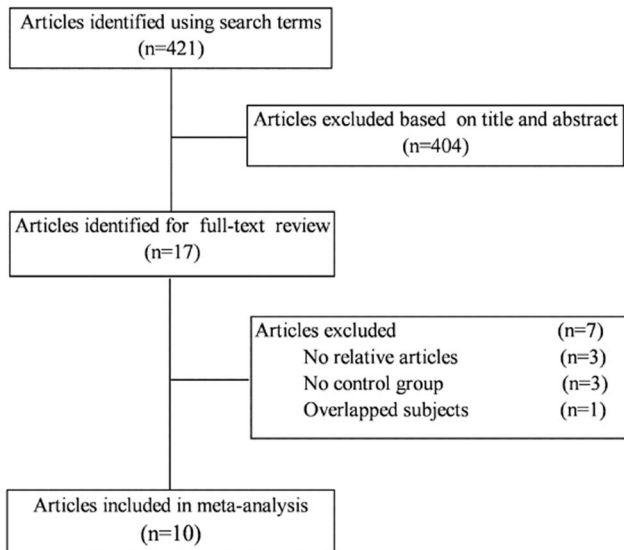 Articles identified using search terms
(n=421)
Articles excluded based on title and abstract
(n=404)
Articles identified for full-text review
(n=17)
Articles excluded (n=7)
No relative articles (n=3)
No control group (n=3)
Overlapped subjects (n=1)
Articles included in meta-analysis
(n=10)